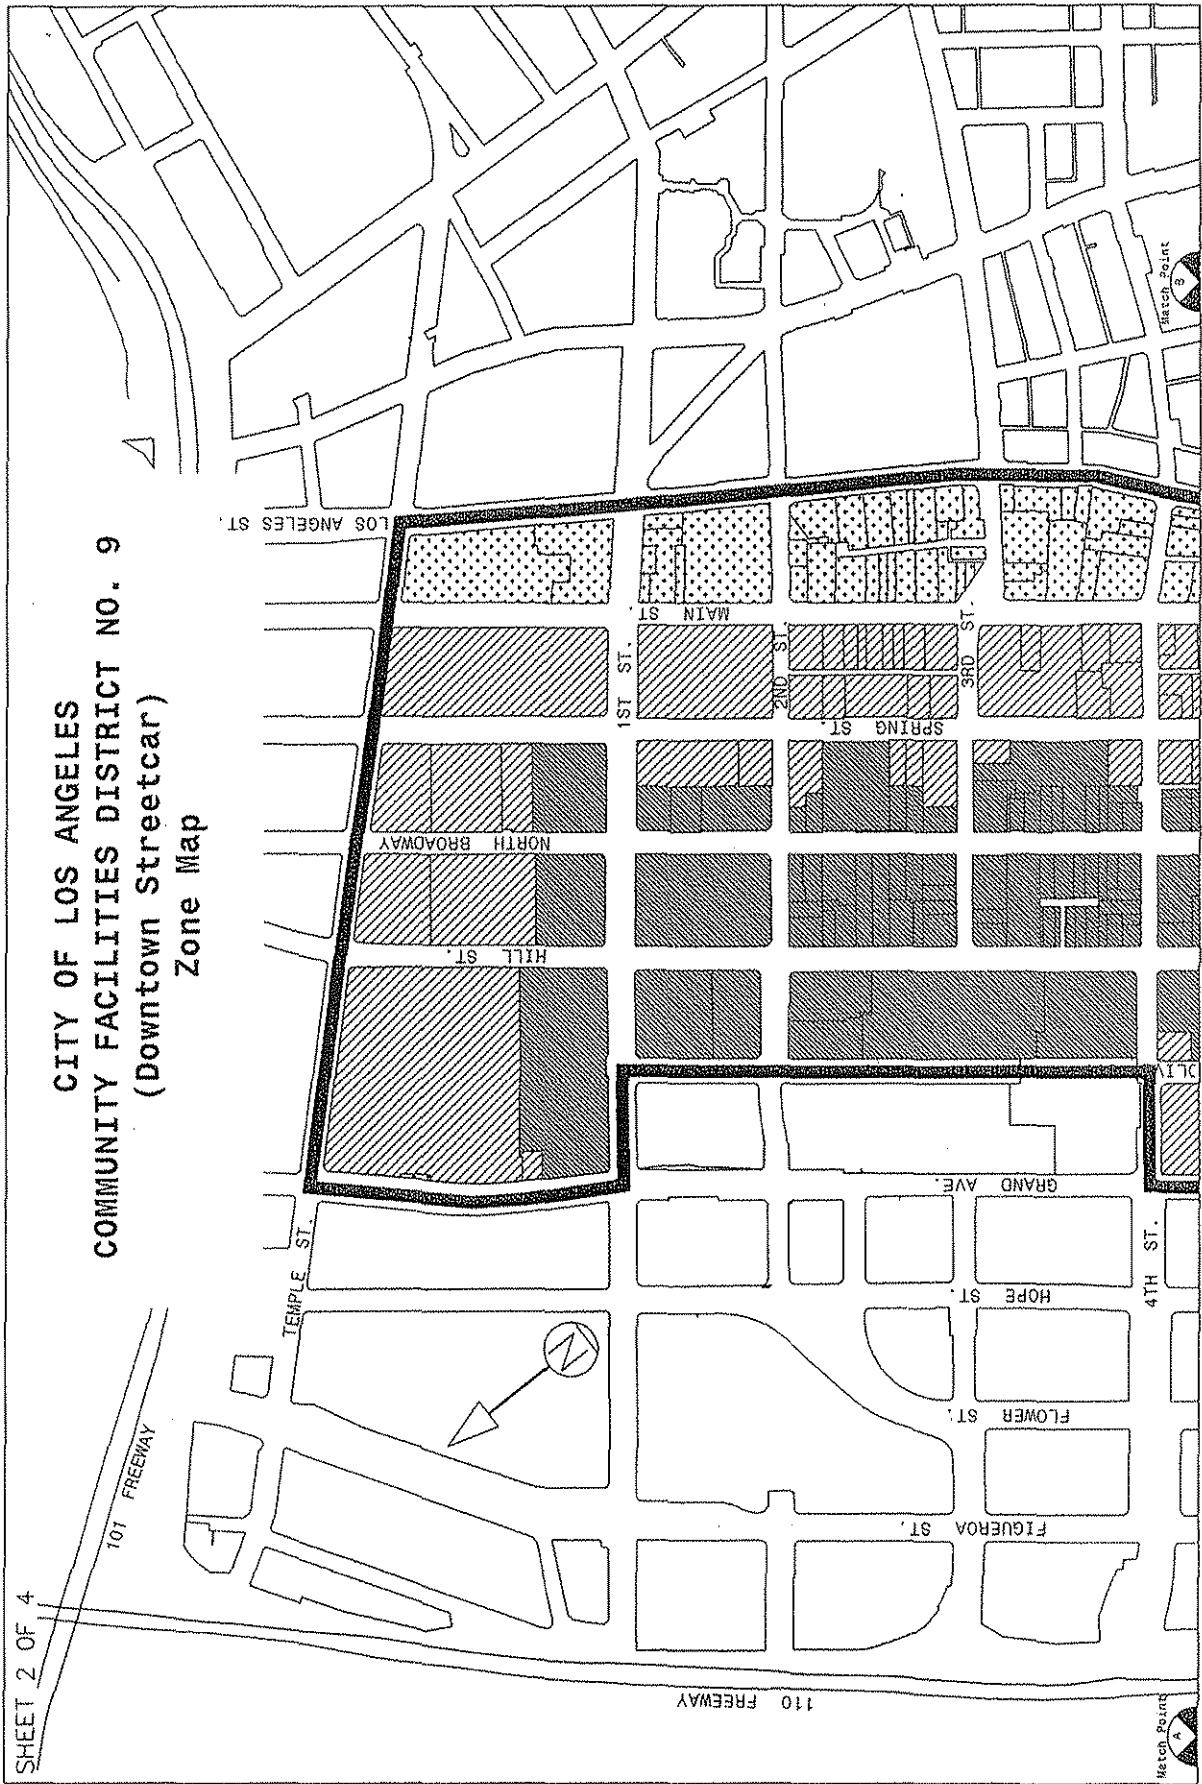 SHEET 2 OF 4
CITY OF LOS ANGELES
COMMUNITY FACILITIES DISTRICT NO. 9
(Downtown Streetcar)
Zone Map
101 FREEWAY
TEMPLE ST.
LOS ANGELES ST.
N
HILL ST.
NORTH BROADWAY
1ST ST.
MAIN ST.
2ND ST.
SPRING ST.
3RD ST.
110 FREEWAY
FIGUEROA ST.
FLOWER ST.
HOPE ST.
GRAND AVE.
4TH ST.
OLIV
Match Point
A
Match Point
B